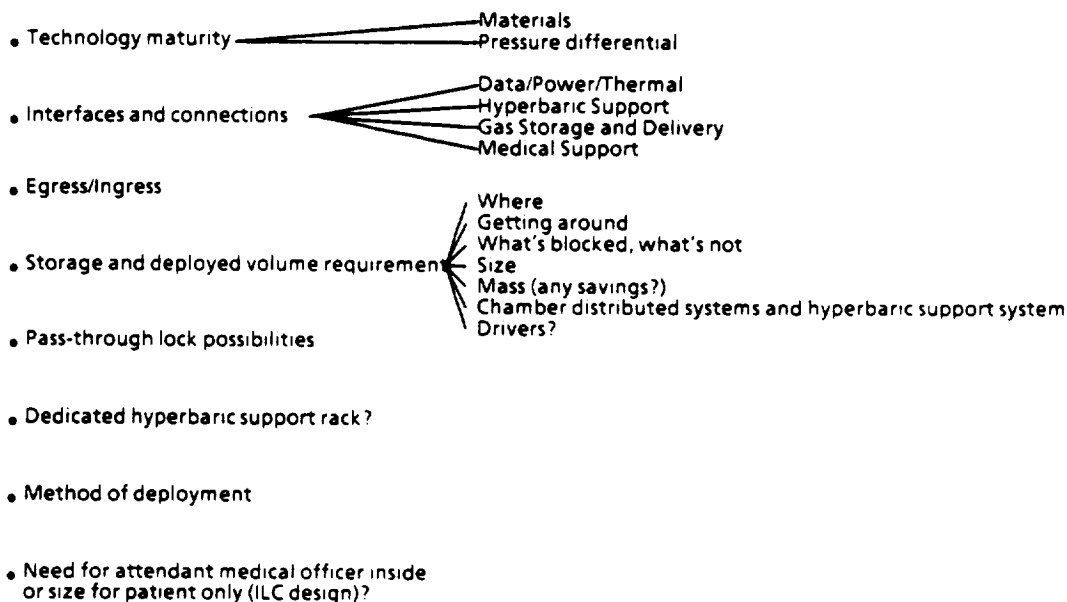 • Technology maturity
Materials
Pressure differential
• Interfaces and connections
Data/Power/Thermal
Hyperbaric Support
Gas Storage and Delivery
Medical Support
• Egress/Ingress
• Storage and deployed volume requirement
Where
Getting around
What's blocked, what's not
Size
Mass (any savings?)
Chamber distributed systems and hyperbaric support system
Drivers?
• Pass-through lock possibilities
• Dedicated hyperbaric support rack?
• Method of deployment
• Need for attendant medical officer inside
or size for patient only (ILC design)?